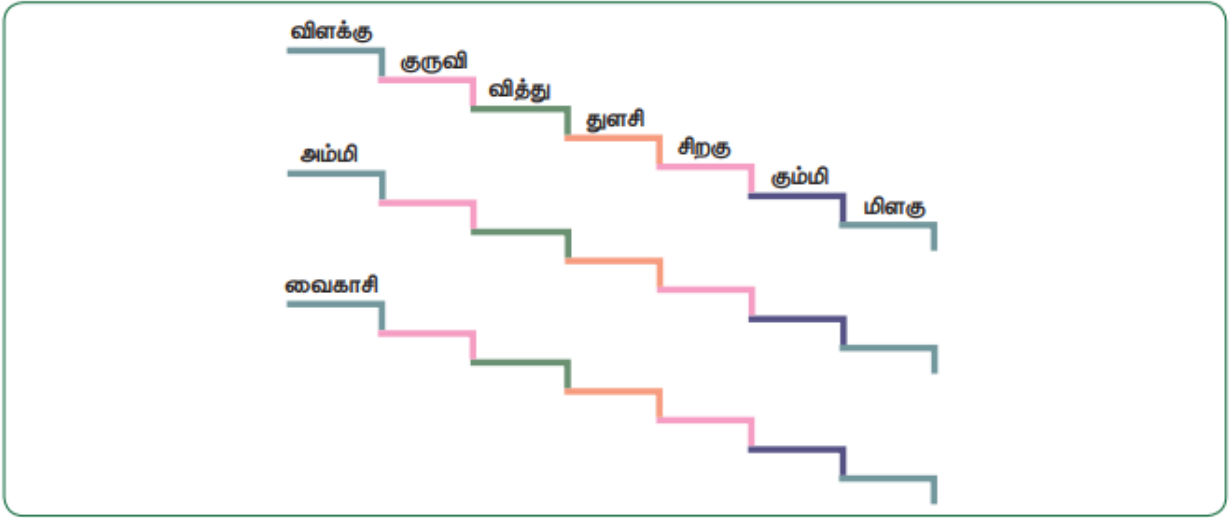 விளக்கு
குருவி
வித்து
துளசி
சிறகு
கும்மி
மிளகு
அம்மி
வைகாசி